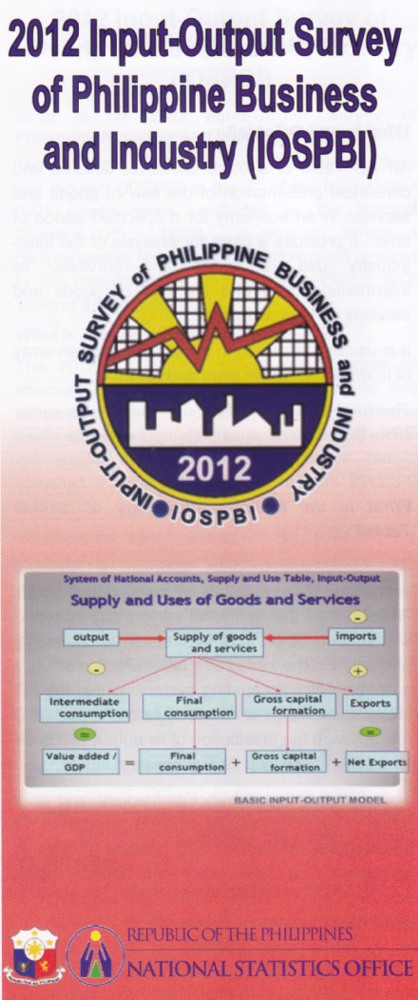 2012 Input-Output Survey
of Philippine Business
and Industry (IOSPBI)
INPUT-OUTPUT SURVEY of PHILIPPINE BUSINESS and INDUSTRY
2012
IOSPBI
System of National Accounts, Supply and Use Table, Input-Output
Supply and Uses of Goods and Services
-
output
Supply of goods
and services
imports
-
+
Intermediate
consumption
Final
consumption
Gross capital
formation
Exports
=
=
Value added /
GDP
=
Final
consumption
+
Gross capital
formation
+
Net Exports
BASIC INPUT-OUTPUT MODEL
REPUBLIC OF THE PHILIPPINES
NATIONAL STATISTICS OFFICE